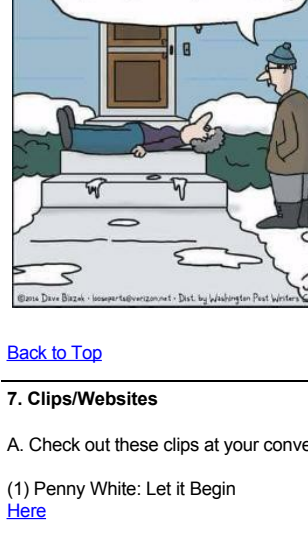 ©2016 Dave Blazek · looseparts@verizon.net · Dist. by Washington Post Writers
Back to Top
7. Clips/Websites
A. Check out these clips at your conve
(1) Penny White: Let it Begin
Here